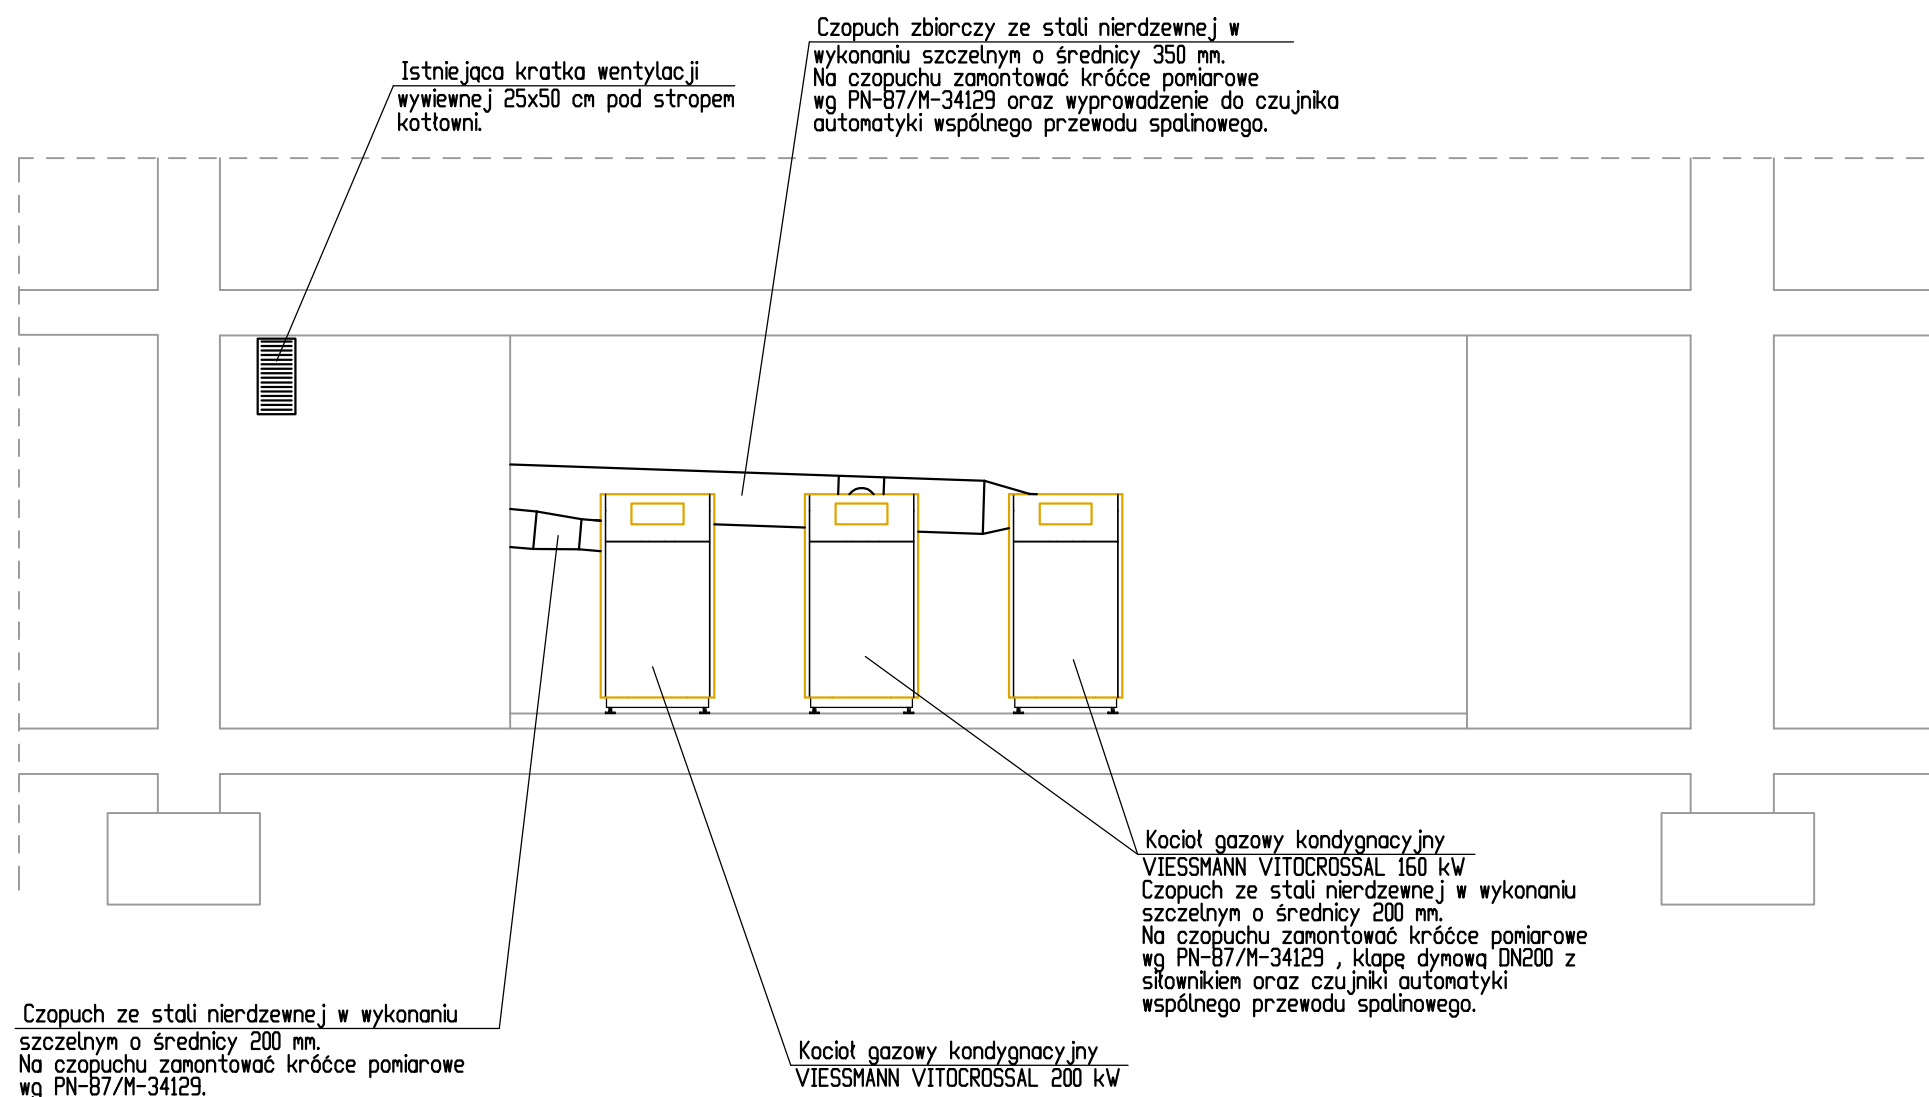 Czopuch zbiorczy ze stali nierdzewnej w
wykonaniu szczelnym o średnicy 350 mm.
Na czopuchu zamontować króćce pomiarowe
wg PN-87/M-34129 oraz wyprowadzenie do czujnika
automatyki wspólnego przewodu spalinowego.
Istniejąca kratka wentylacji
wywiewnej 25x50 cm pod stropem
kotłowni.
Kocioł gazowy kondygnacyjny
VIESSMANN VITOCROSSAL 160 kW
Czopuch ze stali nierdzewnej w wykonaniu
szczelnym o średnicy 200 mm.
Na czopuchu zamontować króćce pomiarowe
wg PN-87/M-34129 , klapę dymową DN200 z
siłownikiem oraz czujniki automatyki
wspólnego przewodu spalinowego.
Czopuch ze stali nierdzewnej w wykonaniu
szczelnym o średnicy 200 mm.
Na czopuchu zamontować króćce pomiarowe
wg PN-87/M-34129.
Kocioł gazowy kondygnacyjny
VIESSMANN VITOCROSSAL 200 kW